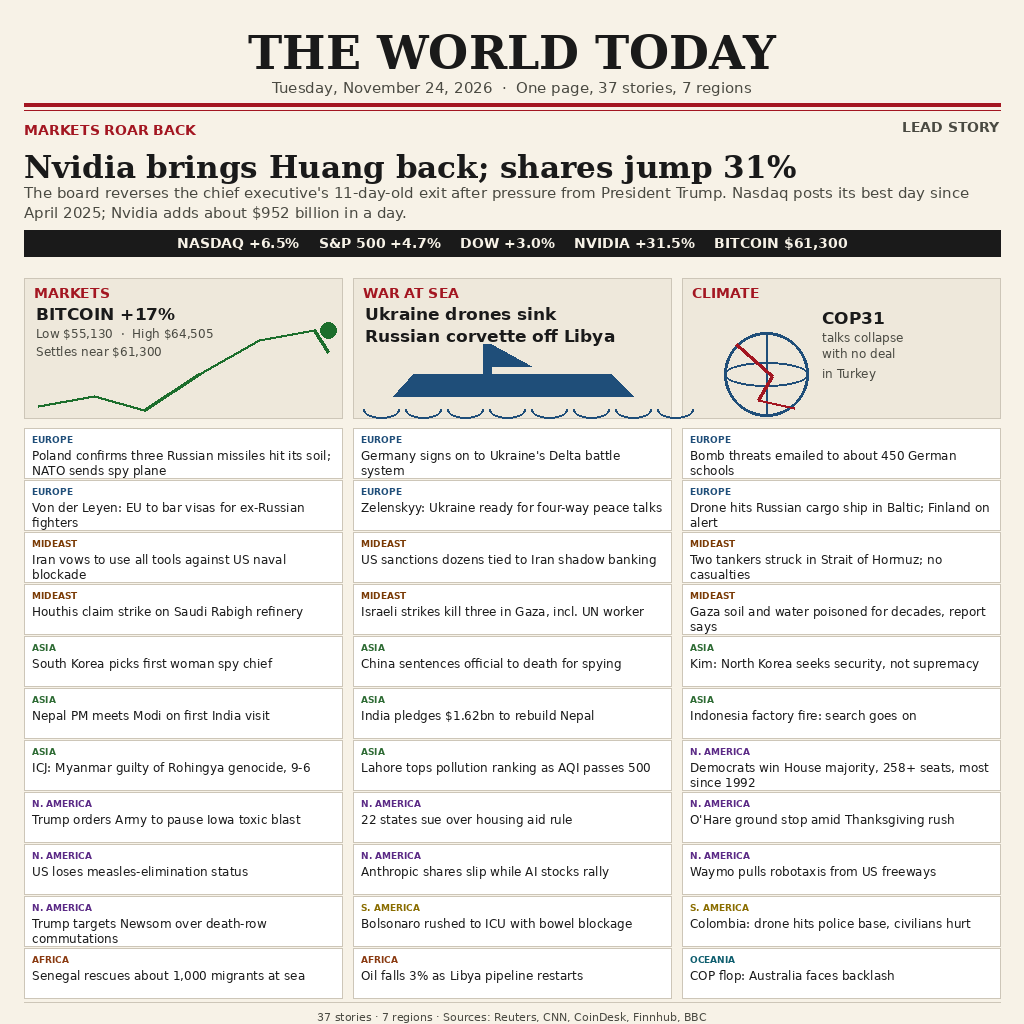 THE WORLD TODAY
Tuesday, November 24, 2026 · One page, 37 stories, 7 regions
MARKETS ROAR BACK
LEAD STORY
Nvidia brings Huang back; shares jump 31%
The board reverses the chief executive's 11-day-old exit after pressure from President Trump. Nasdaq posts its best day since
April 2025; Nvidia adds about $952 billion in a day.
NASDAQ +6.5% S&P 500 +4.7% DOW +3.0% NVIDIA +31.5% BITCOIN $61,300
MARKETS
BITCOIN +17%
Low $55,130 · High $64,505
Settles near $61,300
WAR AT SEA
Ukraine drones sink
Russian corvette off Libya
CLIMATE
COP31
talks collapse
with no deal
in Turkey
EUROPE
Poland confirms three Russian missiles hit its soil;
NATO sends spy plane
EUROPE
Germany signs on to Ukraine's Delta battle
system
EUROPE
Bomb threats emailed to about 450 German
schools
EUROPE
Von der Leyen: EU to bar visas for ex-Russian
fighters
EUROPE
Zelenskyy: Ukraine ready for four-way peace talks
EUROPE
Drone hits Russian cargo ship in Baltic; Finland on
alert
MIDEAST
Iran vows to use all tools against US naval
blockade
MIDEAST
US sanctions dozens tied to Iran shadow banking
MIDEAST
Two tankers struck in Strait of Hormuz; no
casualties
MIDEAST
Houthis claim strike on Saudi Rabigh refinery
MIDEAST
Israeli strikes kill three in Gaza, incl. UN worker
MIDEAST
Gaza soil and water poisoned for decades, report
says
ASIA
South Korea picks first woman spy chief
ASIA
China sentences official to death for spying
ASIA
Kim: North Korea seeks security, not supremacy
ASIA
Nepal PM meets Modi on first India visit
ASIA
India pledges $1.62bn to rebuild Nepal
ASIA
Indonesia factory fire: search goes on
ASIA
ICJ: Myanmar guilty of Rohingya genocide, 9-6
ASIA
Lahore tops pollution ranking as AQI passes 500
N. AMERICA
Democrats win House majority, 258+ seats, most
since 1992
N. AMERICA
Trump orders Army to pause Iowa toxic blast
N. AMERICA
22 states sue over housing aid rule
N. AMERICA
O'Hare ground stop amid Thanksgiving rush
N. AMERICA
US loses measles-elimination status
N. AMERICA
Anthropic shares slip while AI stocks rally
N. AMERICA
Waymo pulls robotaxis from US freeways
N. AMERICA
Trump targets Newsom over death-row
commutations
S. AMERICA
Bolsonaro rushed to ICU with bowel blockage
S. AMERICA
Colombia: drone hits police base, civilians hurt
AFRICA
Senegal rescues about 1,000 migrants at sea
AFRICA
Oil falls 3% as Libya pipeline restarts
OCEANIA
COP flop: Australia faces backlash
37 stories · 7 regions · Sources: Reuters, CNN, CoinDesk, Finnhub, BBC